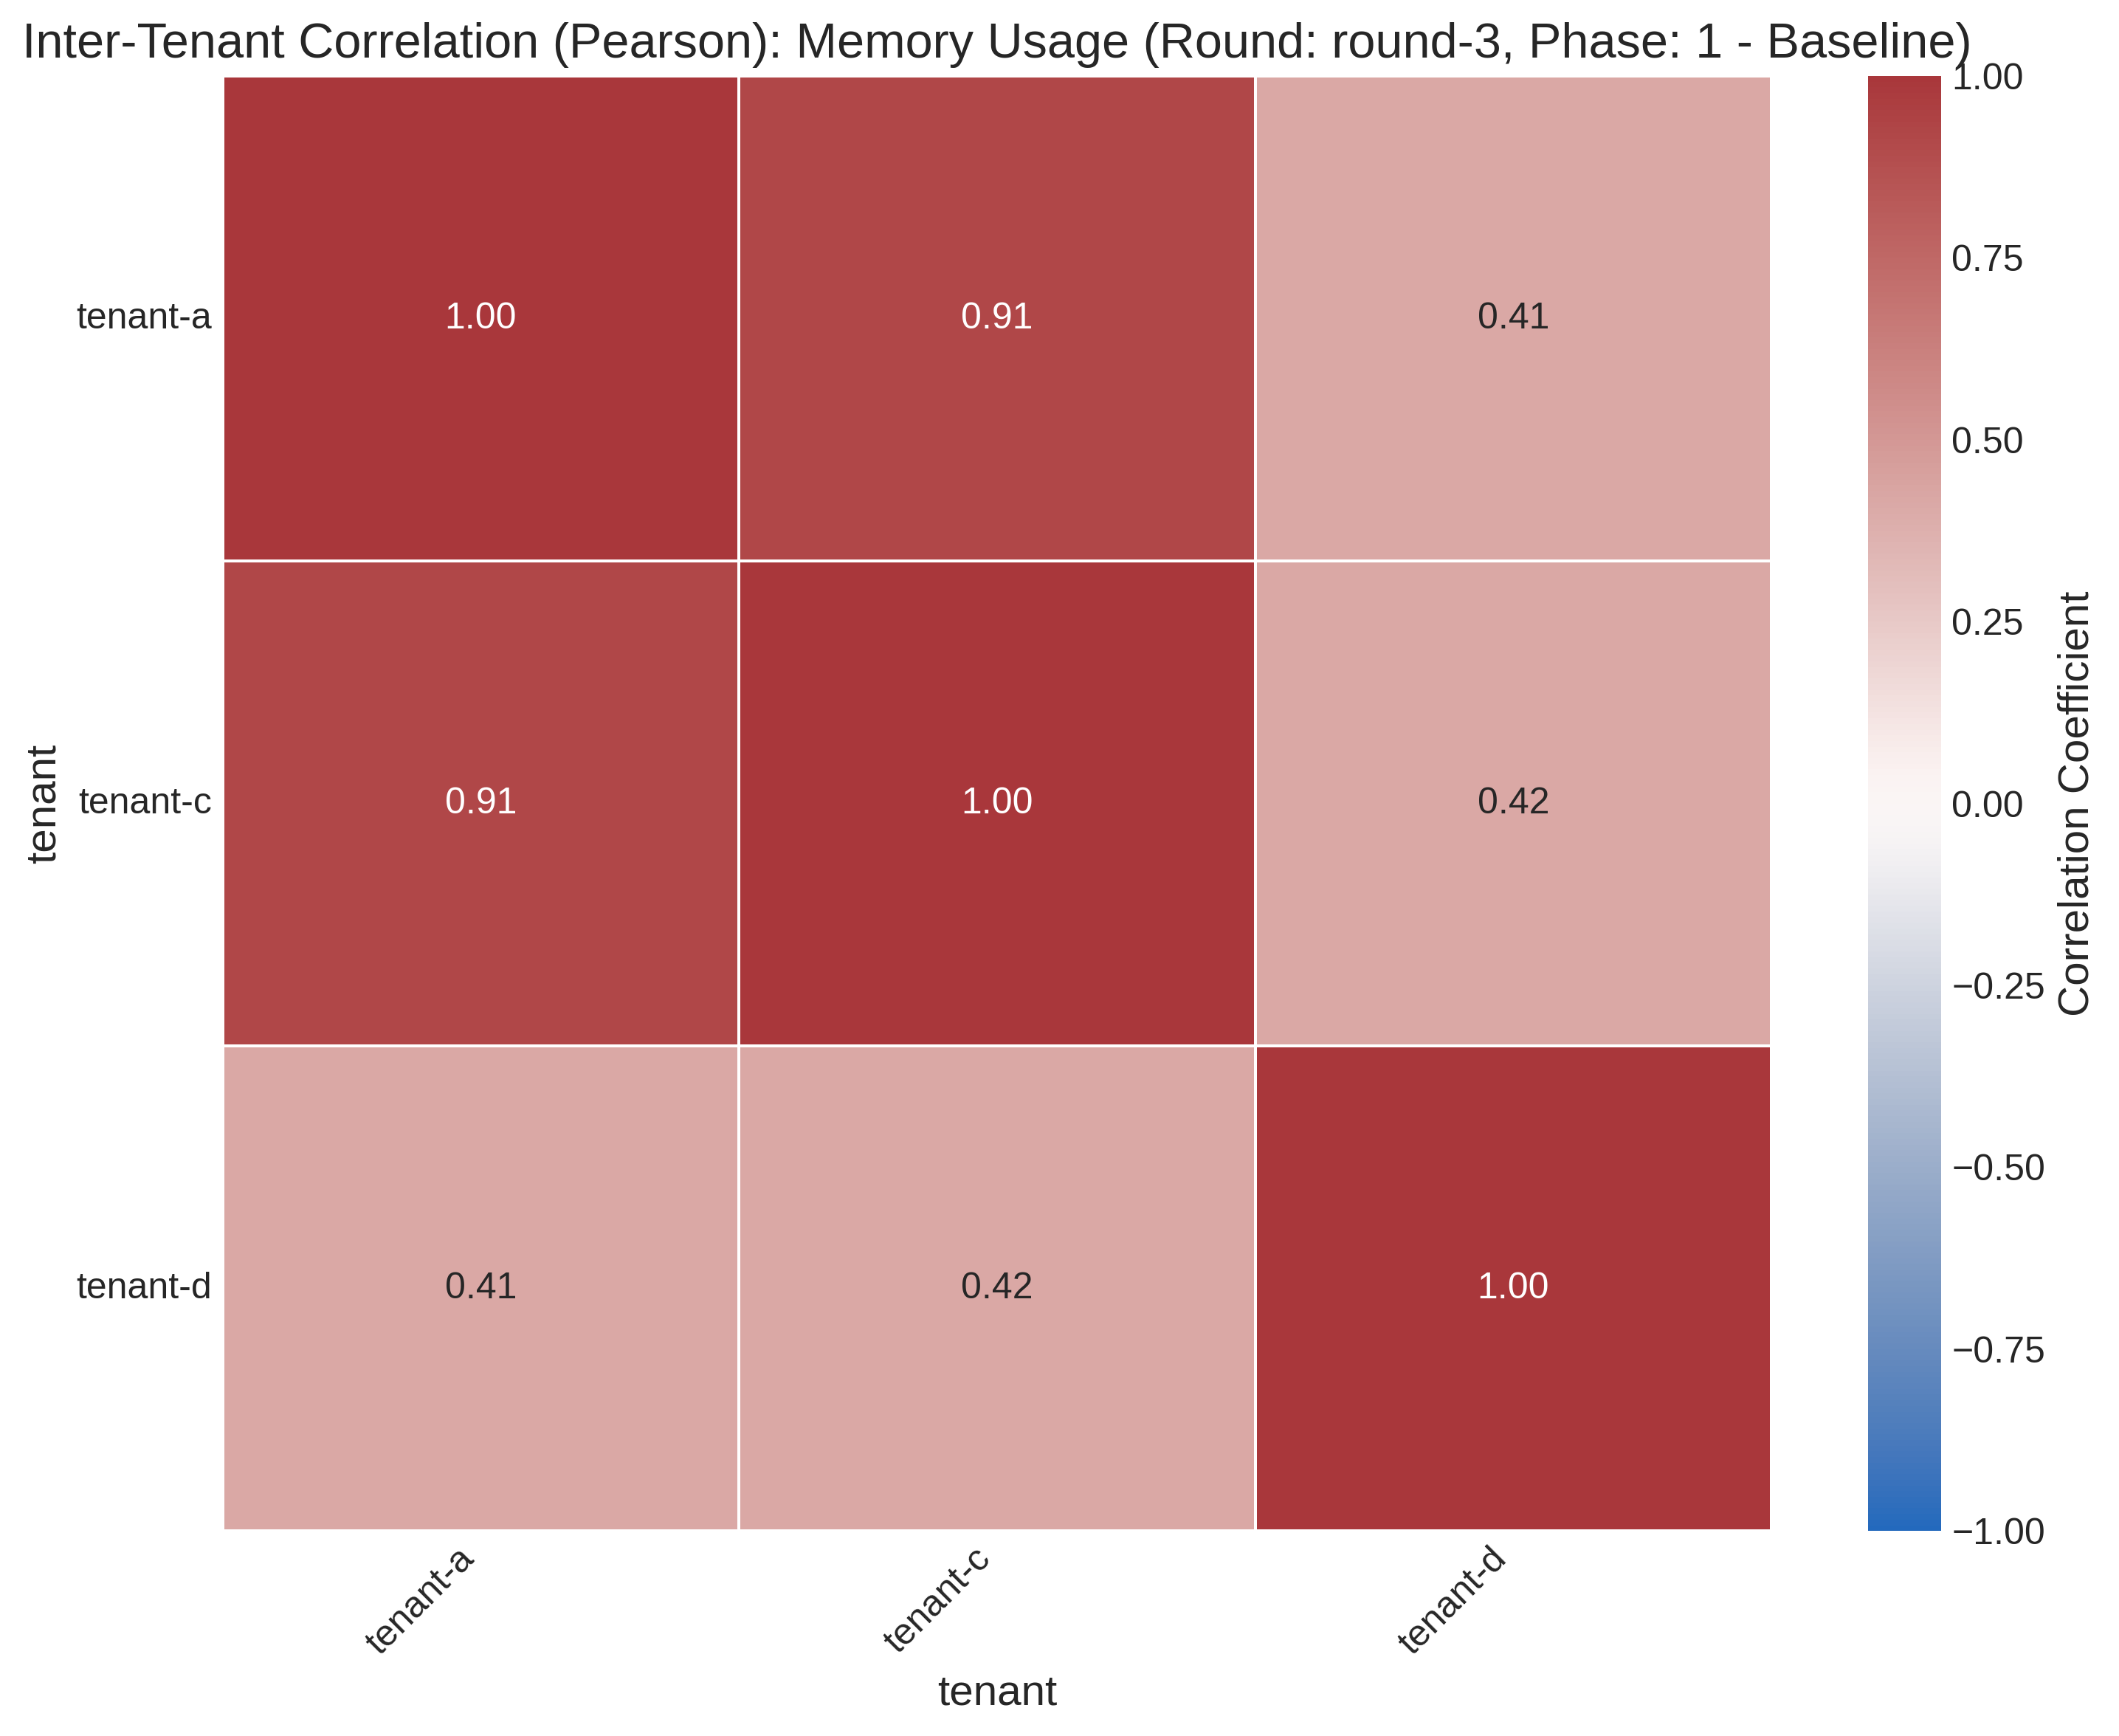 Inter-Tenant Correlation (Pearson): Memory Usage (Round: round-3, Phase: 1 - Baseline)
tenant
tenant-a
1.00
0.91
0.41
tenant-c
0.91
1.00
0.42
tenant-d
0.41
0.42
1.00
tenant-a
tenant-c
tenant-d
tenant
1.00
0.75
0.50
0.25
0.00
−0.25
−0.50
−0.75
−1.00
Correlation Coefficient